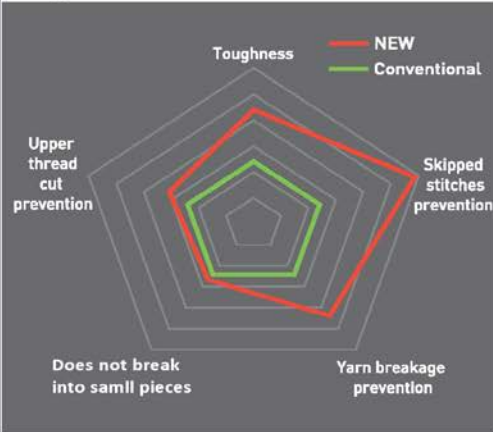 Toughness
NEW
Conventional
Upper
thread
cut
prevention
Skipped
stitches
prevention
Does not break
into samll pieces
Yarn breakage
prevention